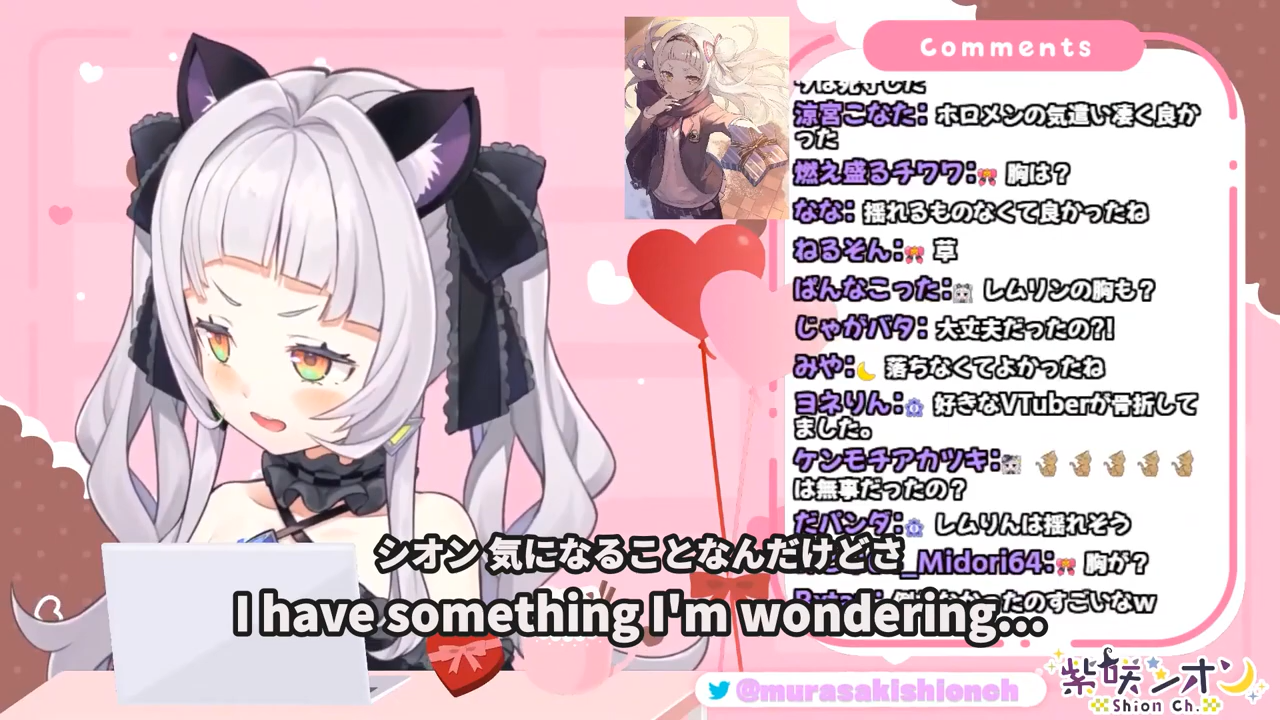 Comments
涼宮こなた: ホロメンの気遣い凄く良か
った
燃え盛るチワワ: 胸は？
なな: 揺れるものなくて良かったね
ねるそん: 草
ばんなこった: レムリンの胸も？
じゃがバタ: 大丈夫だったの?!
みや: 落ちなくてよかったね
ヨネりん: 好きなVTuberが骨折して
ました。
ケンモチアカツキ:
は無事だったの？
だパンダ: レムりんは揺れそう
_Midori64: 胸が？
ったのすごいなw
シオン 気になることなんだけどさ
I have something I'm wondering...
@murasakishionch
紫咲シオン
Shion Ch.